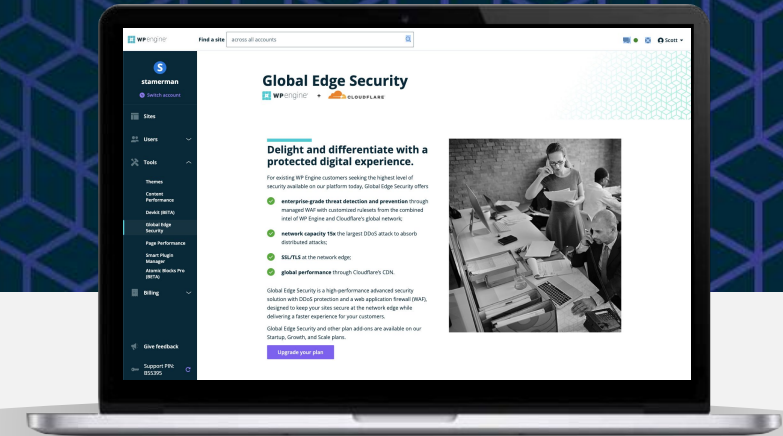 WP engine
Find a site
across all accounts
Scott
S
stamerman
Switch account
Sites
Users
Tools
Themes
Content
Performance
Devkit (BETA)
Global Edge
Security
Page Performance
Smart Plugin
Manager
Atomic Blocks Pro
(BETA)
Billing
Give feedback
Support PIN:
B55395
Global Edge Security
WP engine + CLOUDFLARE
Delight and differentiate with a
protected digital experience.
For existing WP Engine customers seeking the highest level of
security available on our platform today, Global Edge Security offers
enterprise-grade threat detection and prevention through
managed WAF with customized rulesets from the combined
intel of WP Engine and Cloudflare's global network;
network capacity 15x the largest DDoS attack to absorb
distributed attacks;
SSL/TLS at the network edge;
global performance through Cloudflare's CDN.
Global Edge Security is a high-performance advanced security
solution with DDoS protection and a web application firewall (WAF),
designed to keep your sites secure at the network edge while
delivering a faster experience for your customers.
Global Edge Security and other plan add-ons are available on our
Startup, Growth, and Scale plans.
Upgrade your plan